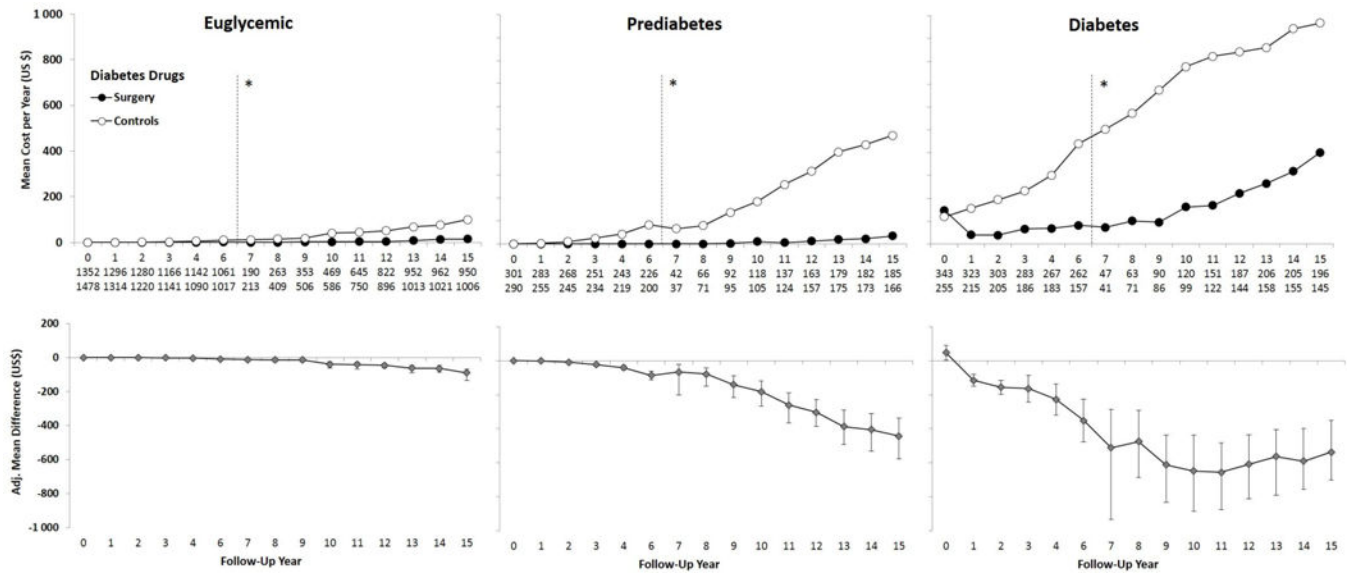 Euglycemic
Prediabetes
Diabetes
Mean Cost per Year (US $)
1 000
800
600
400
200
0
Diabetes Drugs
Surgery
Controls
*
*
*
0 1 2 3 4 6 7 8 9 10 11 12 13 14 15
1352 1296 1280 1166 1142 1061 190 263 353 469 645 822 952 962 950
1478 1314 1220 1141 1090 1017 213 409 506 586 752 896 1013 1021 1006
0 1 2 3 4 6 7 8 9 10 11 12 13 14 15
301 283 268 251 243 226 42 66 92 118 137 163 179 182 185
290 255 245 234 219 200 37 71 95 105 124 157 175 173 166
0 1 2 3 4 6 7 8 9 10 11 12 13 14 15
343 323 303 283 267 262 47 63 90 120 151 187 206 205 196
255 215 205 186 183 157 41 71 86 99 122 144 158 155 145
Adj. Mean Difference (US$)
200
0
-200
-400
-600
-800
-1 000
0 1 2 3 4 6 7 8 9 10 11 12 13 14 15
Follow-Up Year
0 1 2 3 4 6 7 8 9 10 11 12 13 14 15
Follow-Up Year
0 1 2 3 4 6 7 8 9 10 11 12 13 14 15
Follow-Up Year